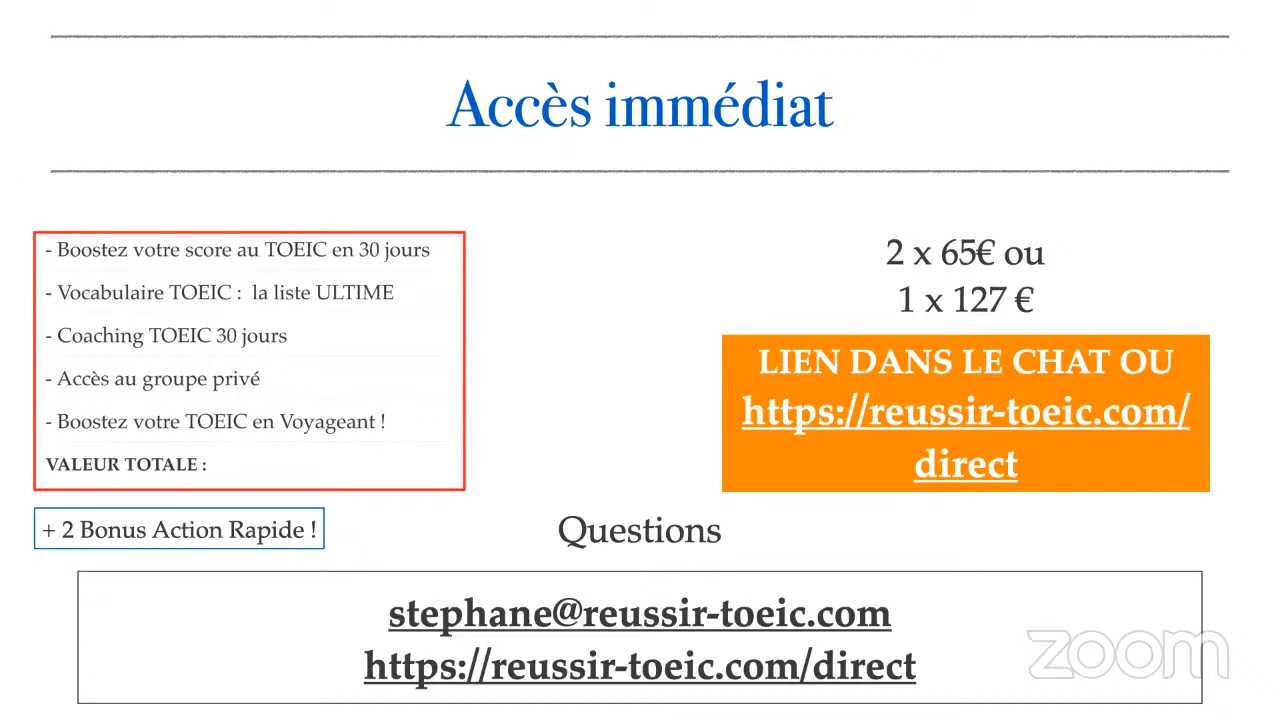 Accès immédiat
- Boostez votre score au TOEIC en 30 jours
- Vocabulaire TOEIC : la liste ULTIME
- Coaching TOEIC 30 jours
- Accès au groupe privé
- Boostez votre TOEIC en Voyageant !
VALEUR TOTALE :
+ 2 Bonus Action Rapide !
2 x 65€ ou
1 x 127 €
LIEN DANS LE CHAT OU
https://reussir-toeic.com/
direct
Questions
stephane@reussir-toeic.com
https://reussir-toeic.com/direct
zoom